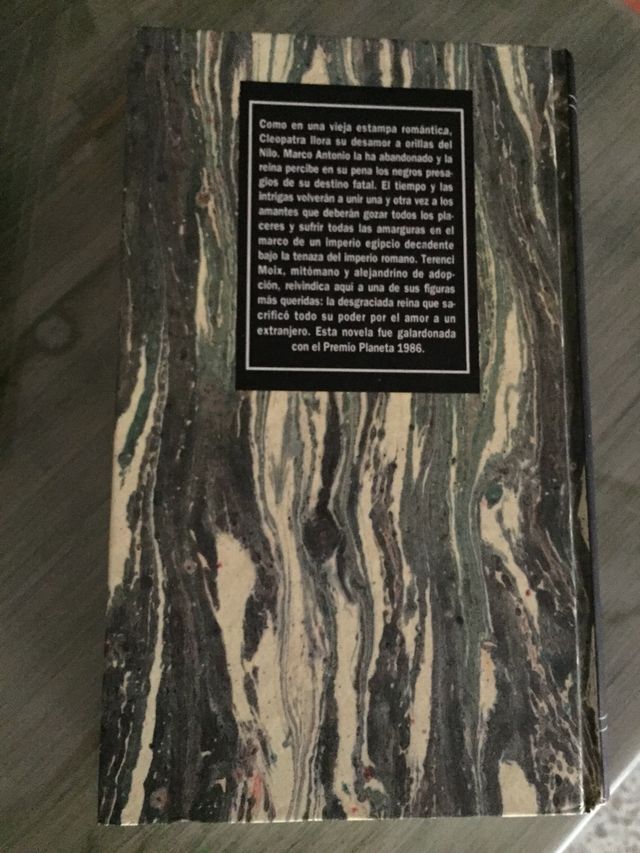 Como en una vieja estampa romántica,
Cleopatra llora su desamor a orillas del
Nilo. Marco Antonio la ha abandonado y la
reina percibe en su pena los negros presa-
gios de su destino fatal. El tiempo y las
intrigas volverán a unir una y otra vez a los
amantes que deberán gozar todos los pla-
ceres y sufrir todas las amarguras en el
marco de un imperio egipcio decadente
bajo la tenaza del imperio romano. Terenci
Moix, mitómano y alejandrino de adop-
ción, reivindica aquí a una de sus figuras
más queridas: la desgraciada reina que sa-
crificó todo su poder por el amor a un
extranjero. Esta novela fue galardonada
con el Premio Planeta 1986.